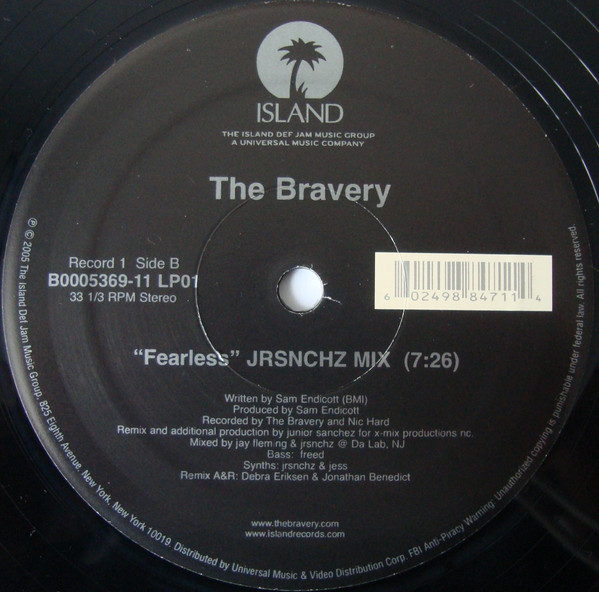 ISLAND
THE ISLAND DEF JAM MUSIC GROUP
A UNIVERSAL MUSIC COMPANY
The Bravery
Record 1 Side B
B0005369-11 LP01
33 1/3 RPM Stereo
6 02498 84711 4
"Fearless" JRSNCHZ MIX (7:26)
Written by Sam Endicott (BMI)
Produced by Sam Endicott
Recorded by The Bravery and Nic Hard
Remix and additional production by junior sanchez for x-mix productions nc.
Mixed by jay fleming & jrsnchz @ Da Lab, NJ
Bass: freed
Synths: jrsnchz & jess
Remix A&R: Debra Eriksen & Jonathan Benedict
www.thebravery.com
www.islandrecords.com
℗ © 2005 The Island Def Jam Music Group, 825 Eighth Avenue, New York, New York 10019. Distributed by Universal Music & Video Distribution Corp. FBI Anti-Piracy Warning: Unauthorized copying is punishable under federal law. All rights reserved.